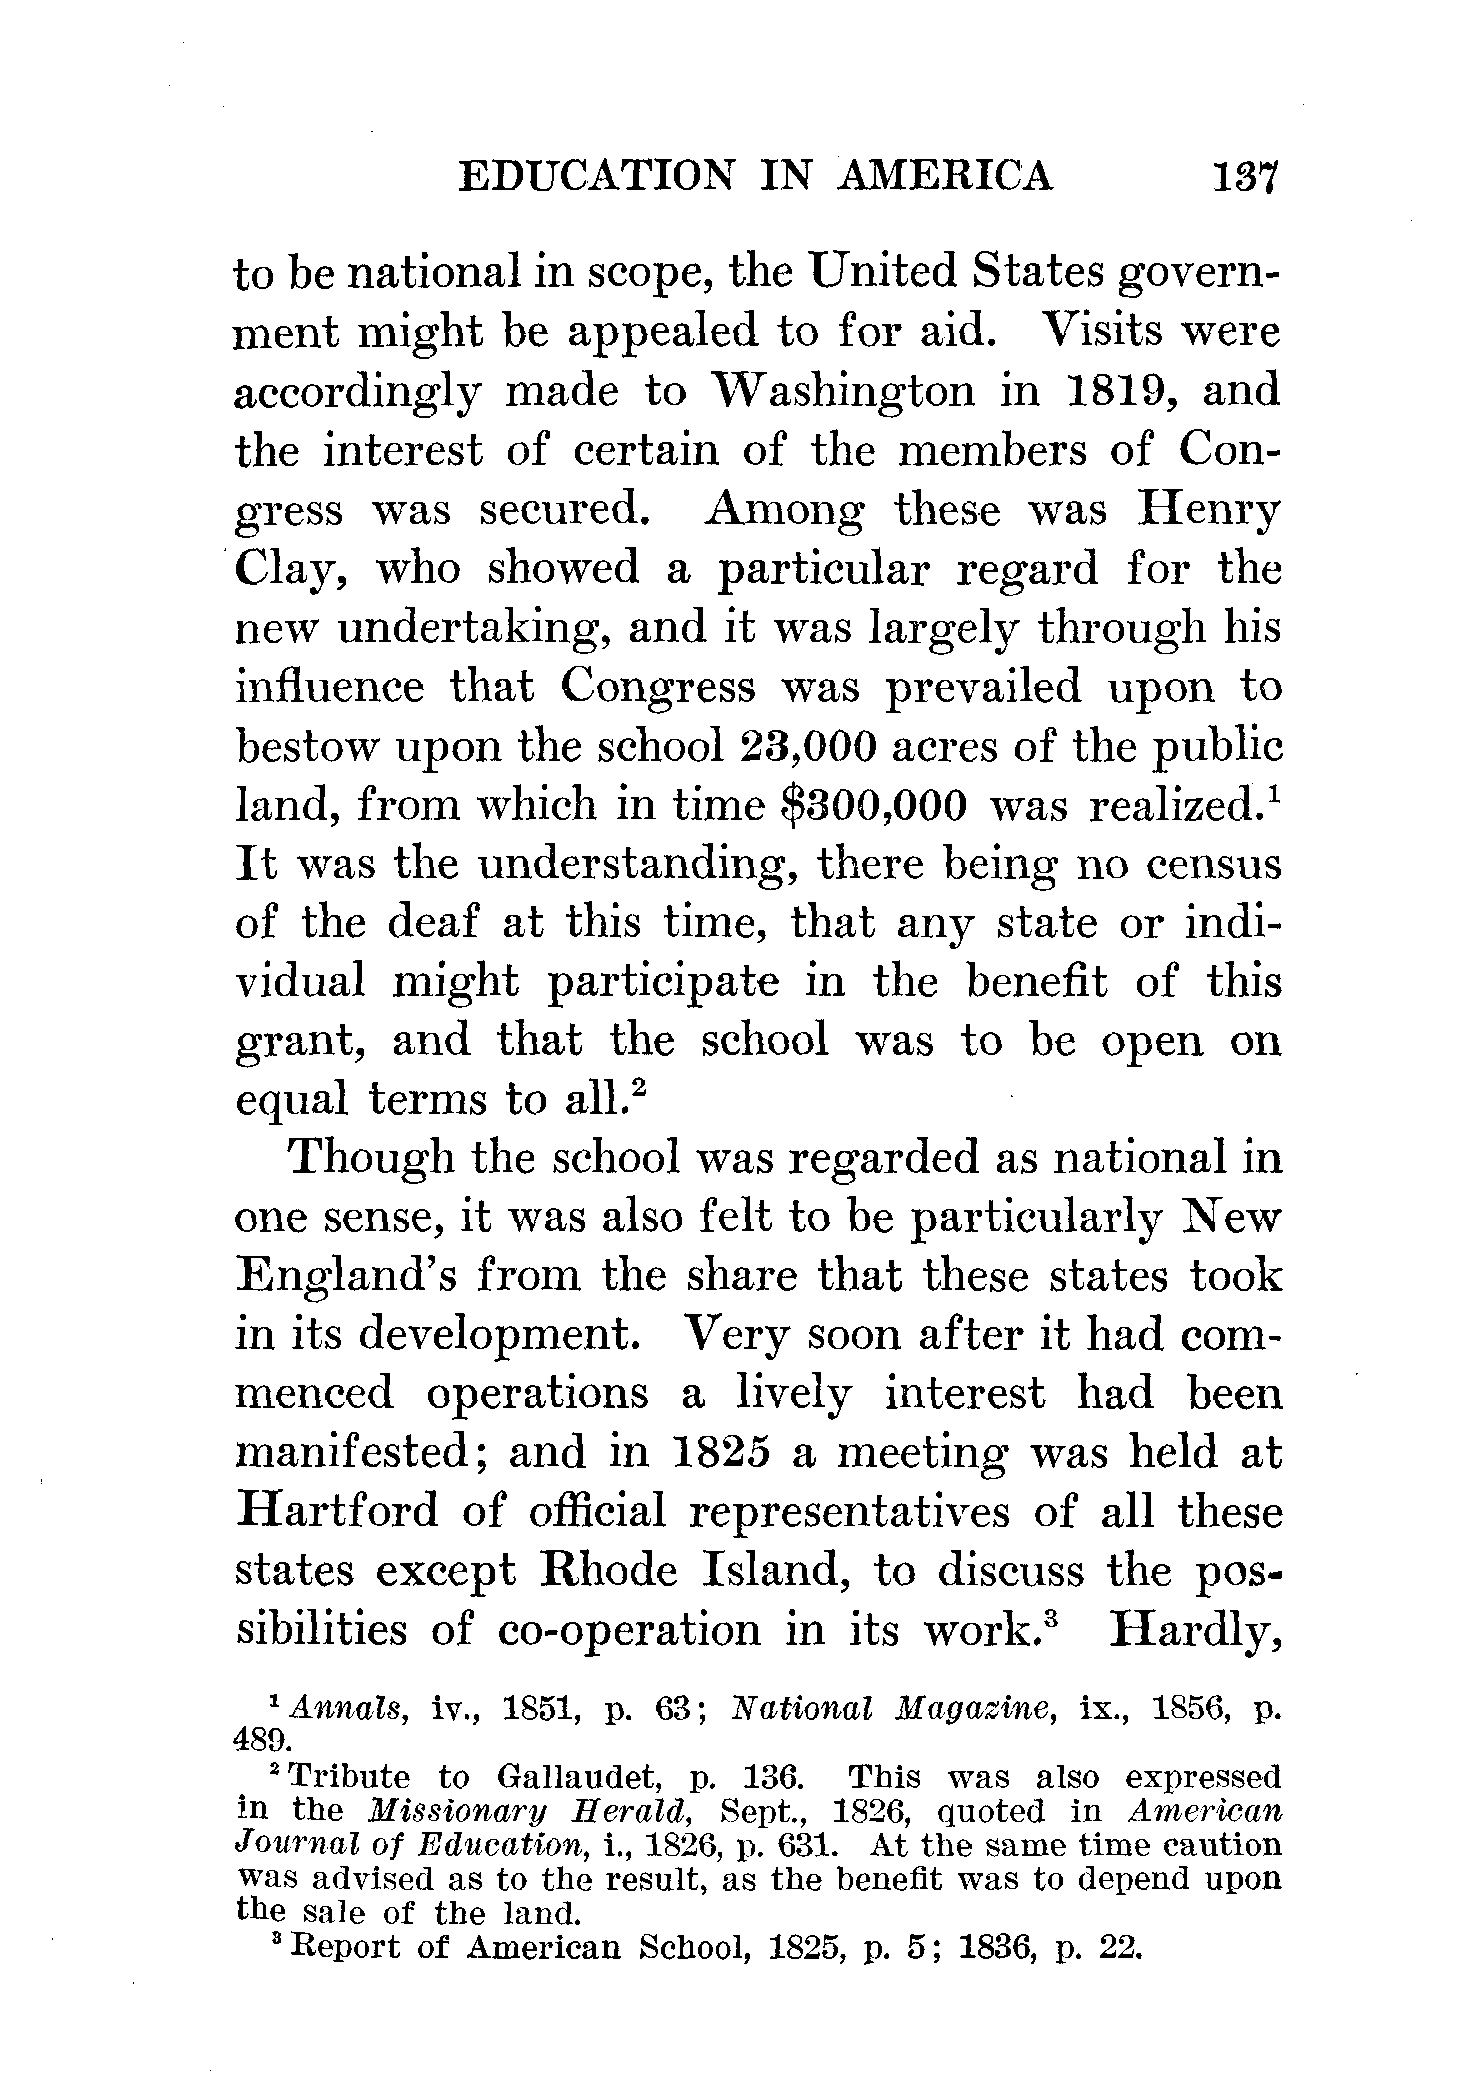 EDUCATION IN AMERICA 137
to be national in scope, the United States govern-
ment might be appealed to for aid. Visits were
accordingly made to Washington in 1819, and
the interest of certain of the members of Con-
gress was secured. Among these was Henry
Clay, who showed a particular regard for the
new undertaking, and it was largely through his
influence that Congress was prevailed upon to
bestow upon the school 23,000 acres of the public
land, from which in time $300,000 was realized.¹
It was the understanding, there being no census
of the deaf at this time, that any state or indi-
vidual might participate in the benefit of this
grant, and that the school was to be open on
equal terms to all.²
Though the school was regarded as national in
one sense, it was also felt to be particularly New
England's from the share that these states took
in its development. Very soon after it had com-
menced operations a lively interest had been
manifested; and in 1825 a meeting was held at
Hartford of official representatives of all these
states except Rhode Island, to discuss the pos-
sibilities of co-operation in its work.³ Hardly,
¹ Annals, iv., 1851, p. 63; National Magazine, ix., 1856, p.
489.
² Tribute to Gallaudet, p. 136. This was also expressed
in the Missionary Herald, Sept., 1826, quoted in American
Journal of Education, i., 1826, p. 631. At the same time caution
was advised as to the result, as the benefit was to depend upon
the sale of the land.
³ Report of American School, 1825, p. 5; 1836, p. 22.